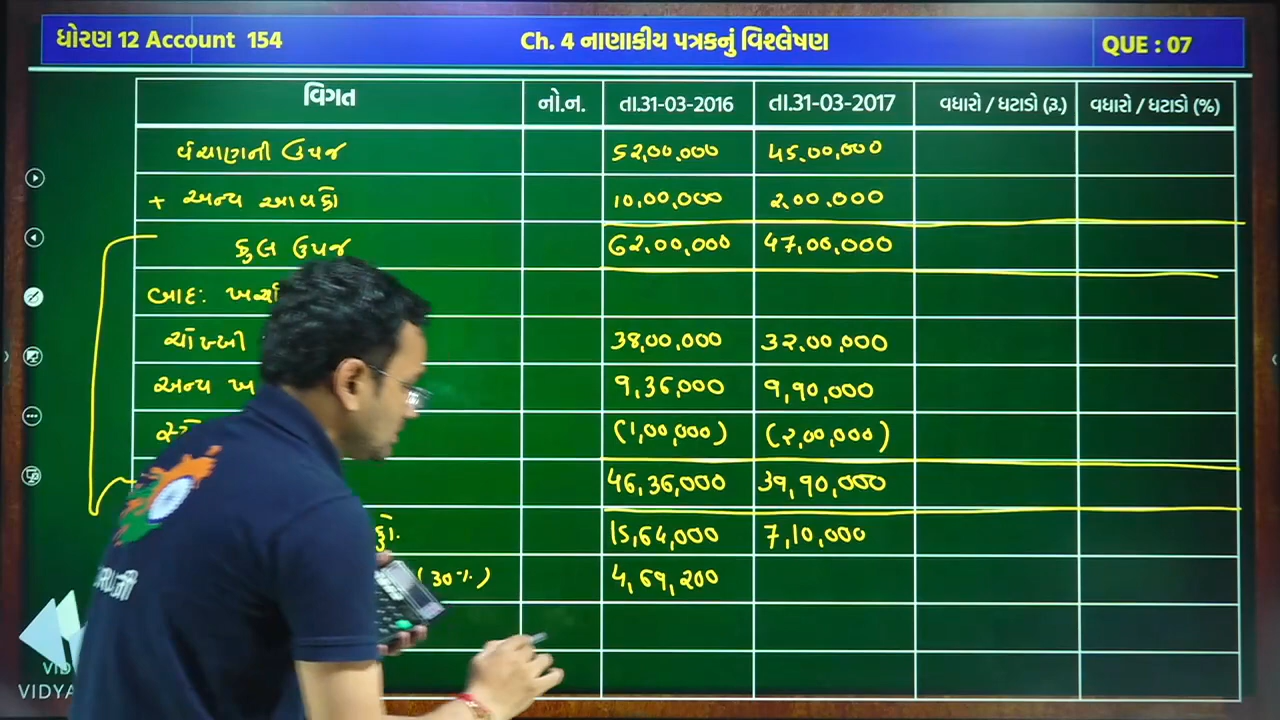 ધોરણ 12 Account 154 Ch. 4 નાણાકીય પત્રકનું વિશ્લેષણ QUE : 07
વિગત નો.ન. તા.31-03-2016 તા.31-03-2017 વધારો / ઘટાડો (રૂ.) વધારો / ઘટાડો (%)
વેચાણની ઉપજ 52,00,000 45,00,000
+ અન્ય આવકો 10,00,000 2,00,000
કુલ ઉપજ 62,00,000 47,00,000
બાદ: 
ચોખ્ખી 38,00,000 32,00,000
અન્ય 9,36,000 9,90,000
(1,00,000) (2,00,000)
46,36,000 39,90,000
15,64,000 7,10,000
(30%) 4,69,200